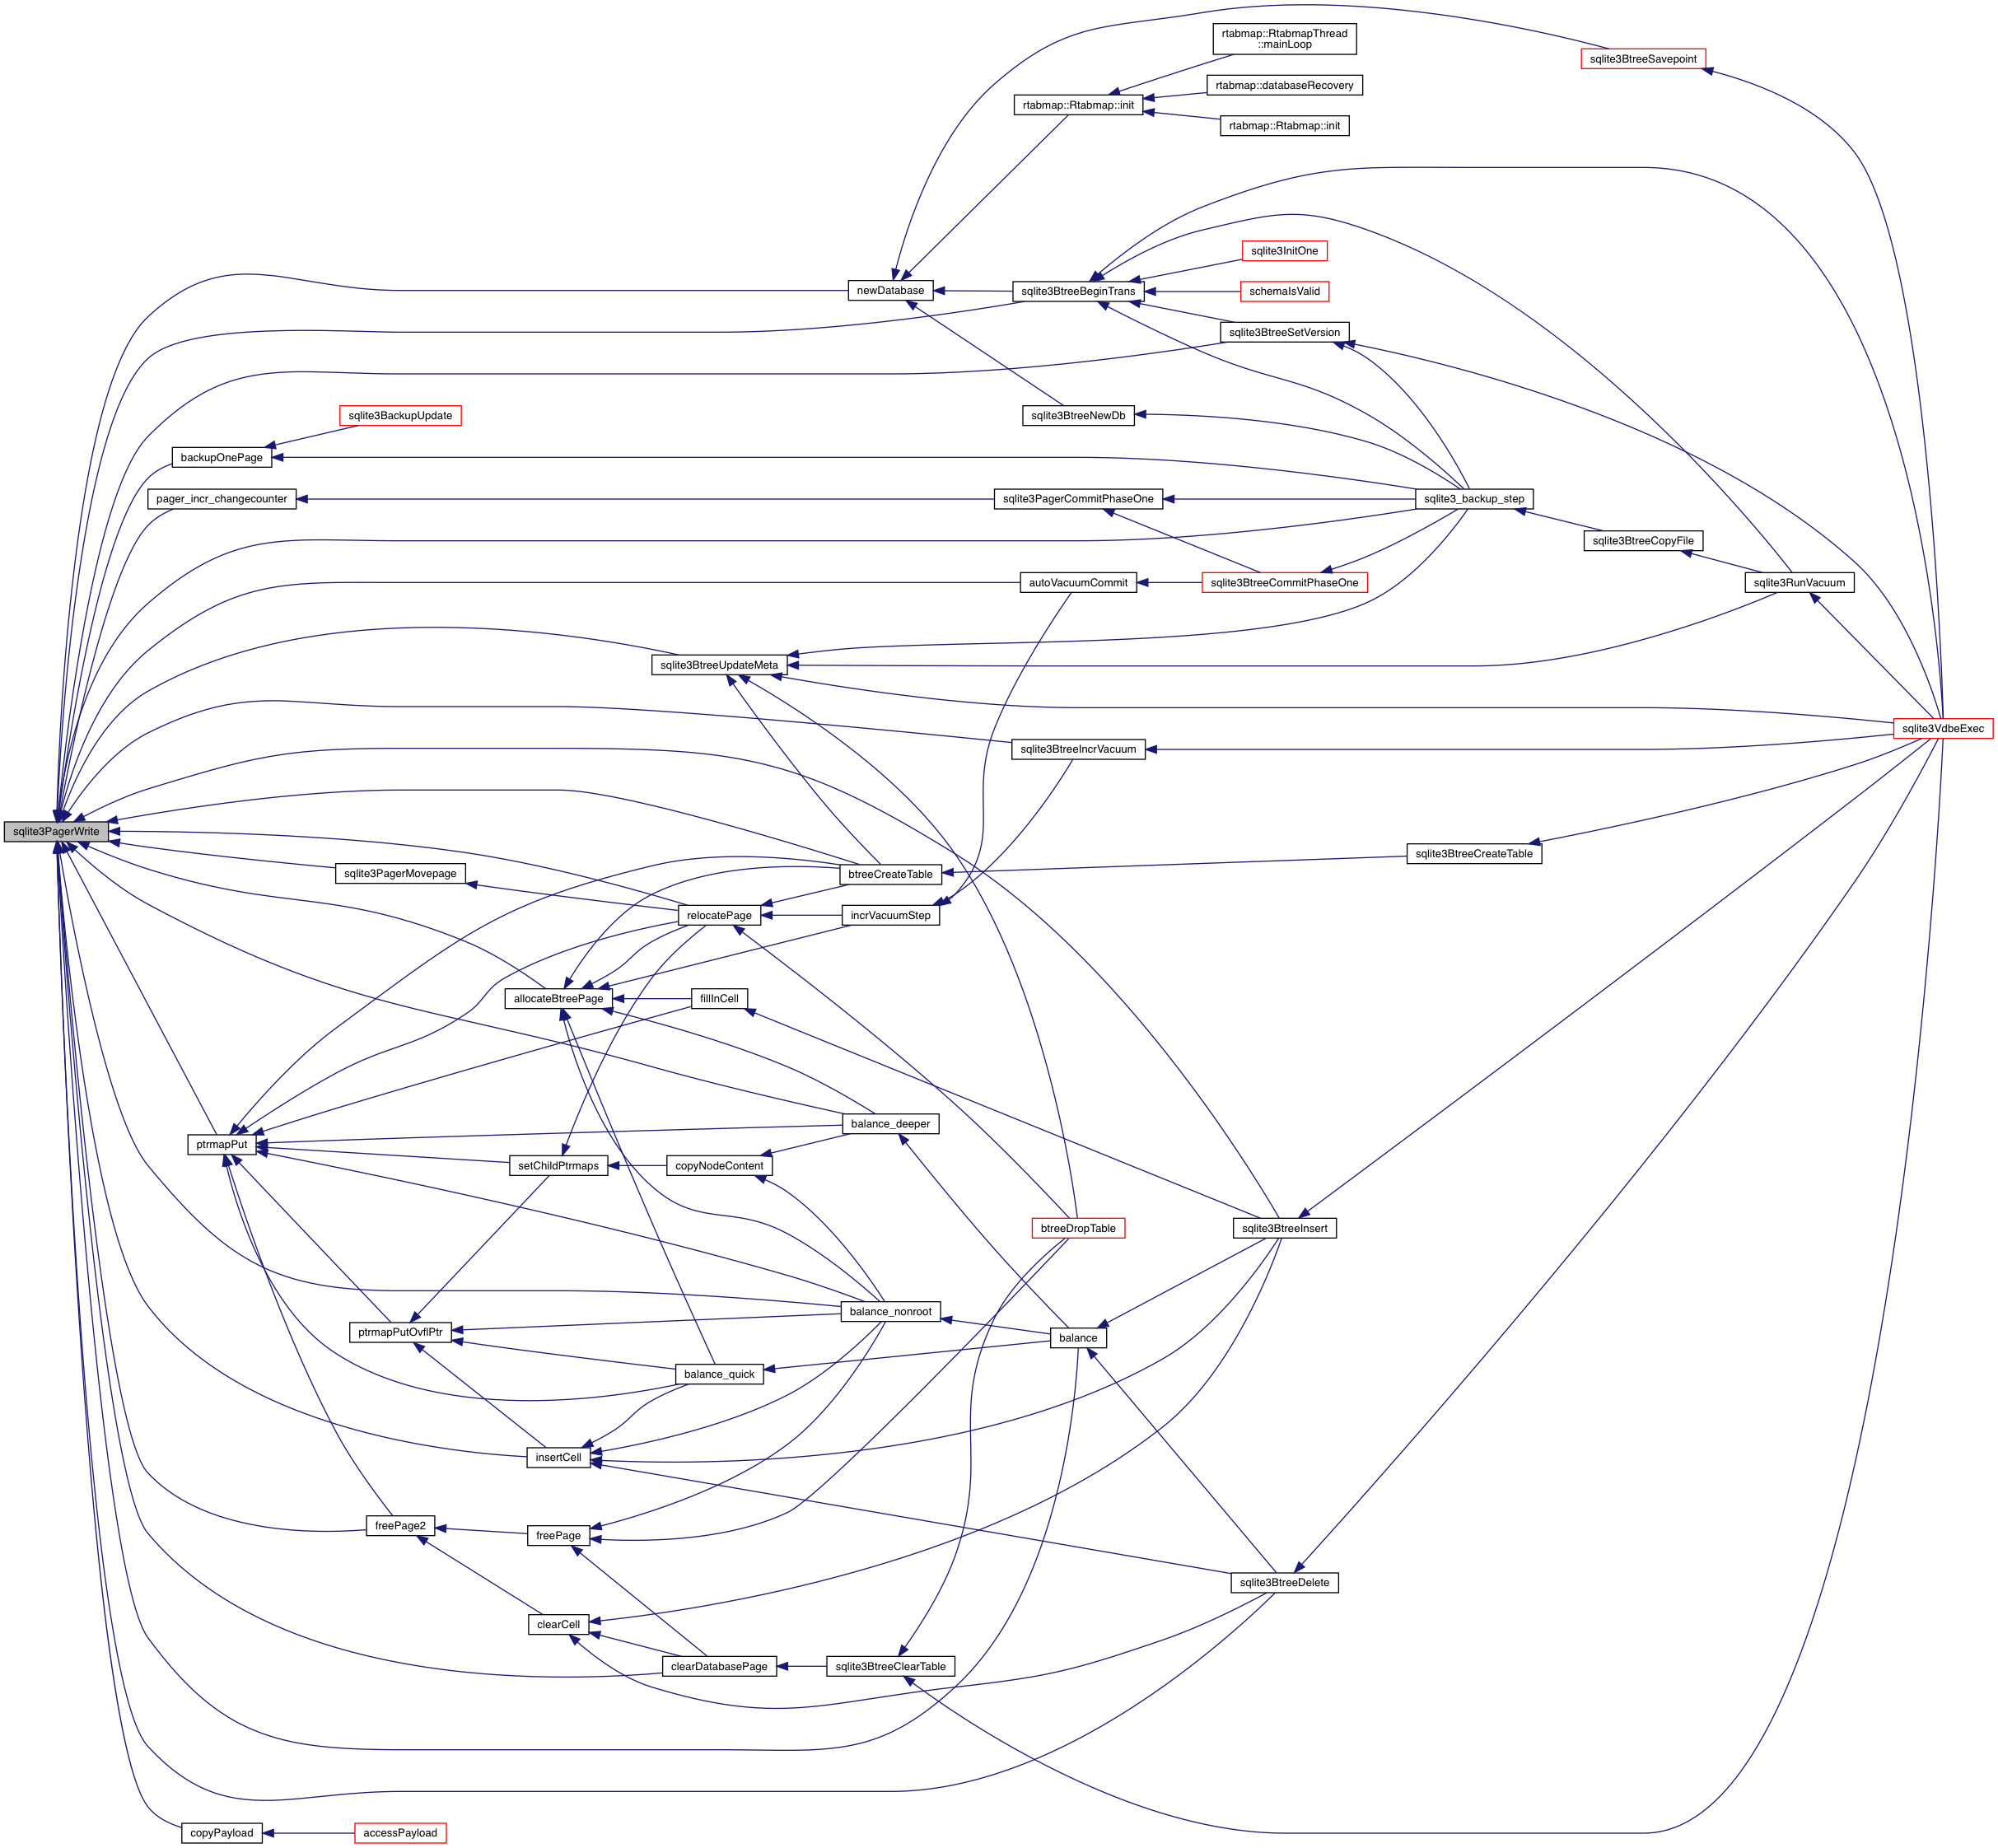 rtabmap::RtabmapThread
::mainLoop
sqlite3BtreeSavepoint
rtabmap::databaseRecovery
rtabmap::Rtabmap::init
rtabmap::Rtabmap::init
sqlite3InitOne
newDatabase
sqlite3BtreeBeginTrans
schemaIsValid
sqlite3BtreeSetVersion
sqlite3BackupUpdate
sqlite3BtreeNewDb
backupOnePage
pager_incr_changecounter
sqlite3PagerCommitPhaseOne
sqlite3_backup_step
sqlite3BtreeCopyFile
autoVacuumCommit
sqlite3BtreeCommitPhaseOne
sqlite3RunVacuum
sqlite3BtreeUpdateMeta
sqlite3VdbeExec
sqlite3BtreeIncrVacuum
sqlite3PagerWrite
sqlite3BtreeCreateTable
sqlite3PagerMovepage
btreeCreateTable
relocatePage
incrVacuumStep
allocateBtreePage
fillInCell
balance_deeper
ptrmapPut
setChildPtrmaps
copyNodeContent
btreeDropTable
sqlite3BtreeInsert
balance_nonroot
ptrmapPutOvflPtr
balance
balance_quick
insertCell
freePage2
freePage
sqlite3BtreeDelete
clearCell
clearDatabasePage
sqlite3BtreeClearTable
copyPayload
accessPayload